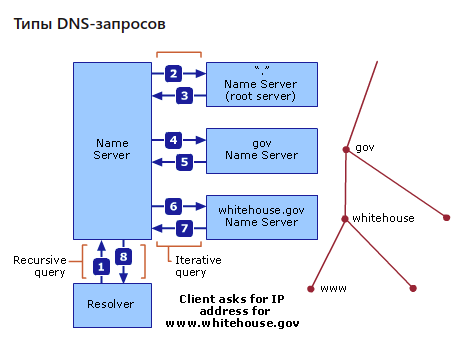 Типы DNS-запросов
2
3
“.”
Name Server
(root server)
Name
Server
4
5
gov
Name Server
6
7
whitehouse.gov
Name Server
gov
whitehouse
www
Recursive
query
1
8
Iterative
query
Resolver
Client asks for IP
address for
www.whitehouse.gov